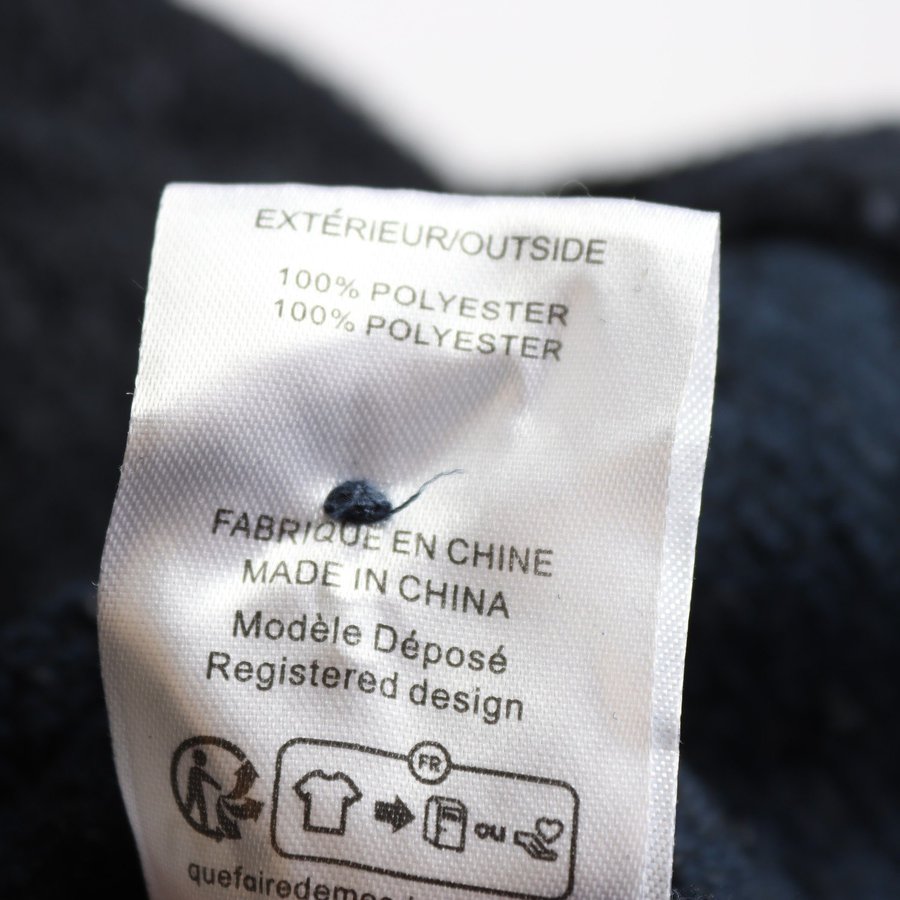 EXTÉRIEUR/OUTSIDE
100% POLYESTER
100% POLYESTER
FABRIQUE EN CHINE
MADE IN CHINA
Modèle Déposé
Registered design
FR
ou